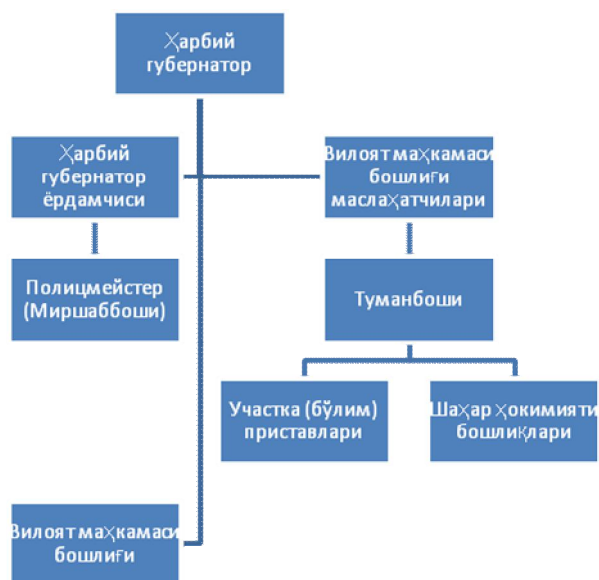 Ҳарбий
губернатор
Ҳарбий
губернатор
ёрдамчиси
Вилоят маҳкамаси
бошлиғи
маслаҳатчилари
Полицмейстер
(Миршаббоши)
Туманбоши
Участка (бўлим)
приставлари
Шаҳар ҳокимияти
бошлиқлари
Вилоят маҳкамаси
бошлиғи